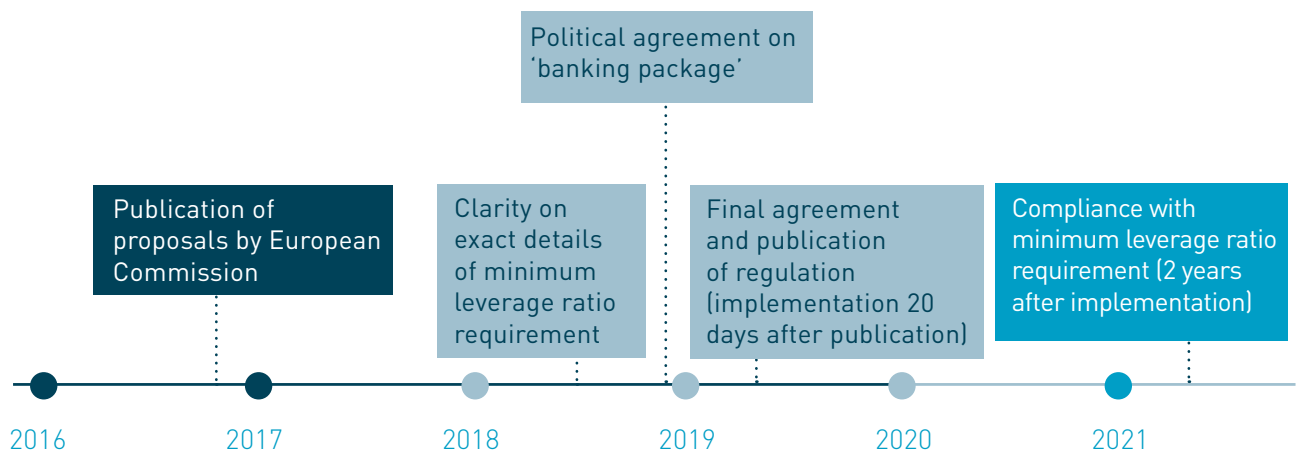 Political agreement on
‘banking package’
Publication of
proposals by European
Commission
Clarity on
exact details
of minimum
leverage ratio
requirement
Final agreement
and publication
of regulation
(implementation 20
days after publication)
Compliance with
minimum leverage ratio
requirement (2 years
after implementation)
2016
2017
2018
2019
2020
2021